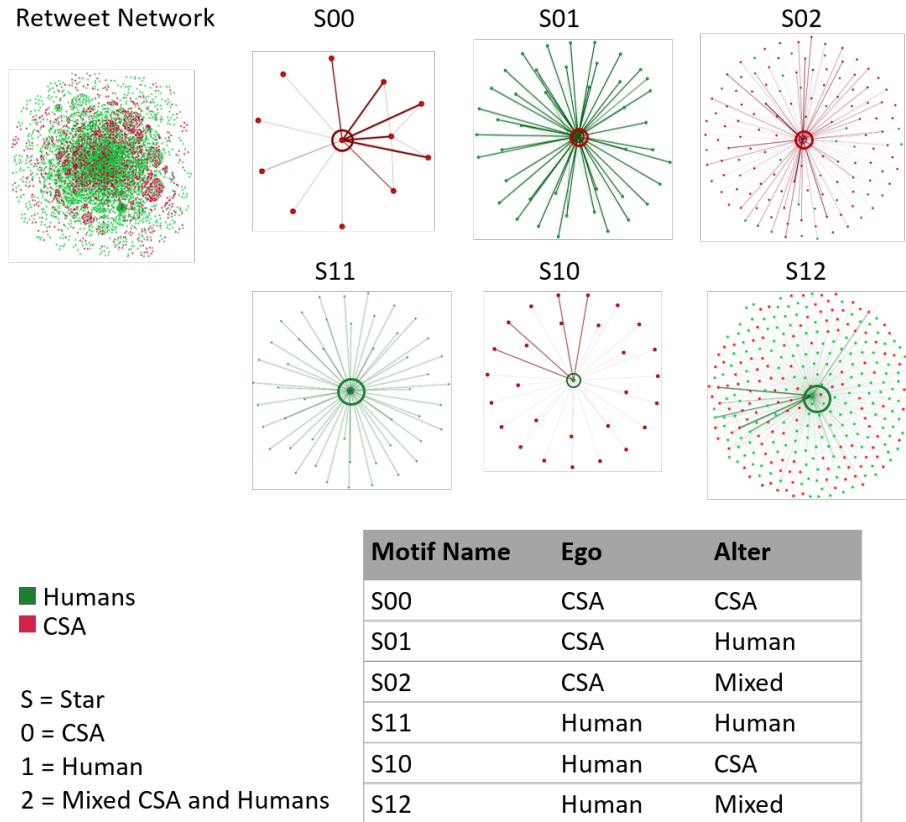 Retweet Network
S00
S01
S02
S11
S10
S12
Motif Name Ego Alter
S00 CSA CSA
S01 CSA Human
S02 CSA Mixed
S11 Human Human
S10 Human CSA
S12 Human Mixed
Humans
CSA
S = Star
0 = CSA
1 = Human
2 = Mixed CSA and Humans